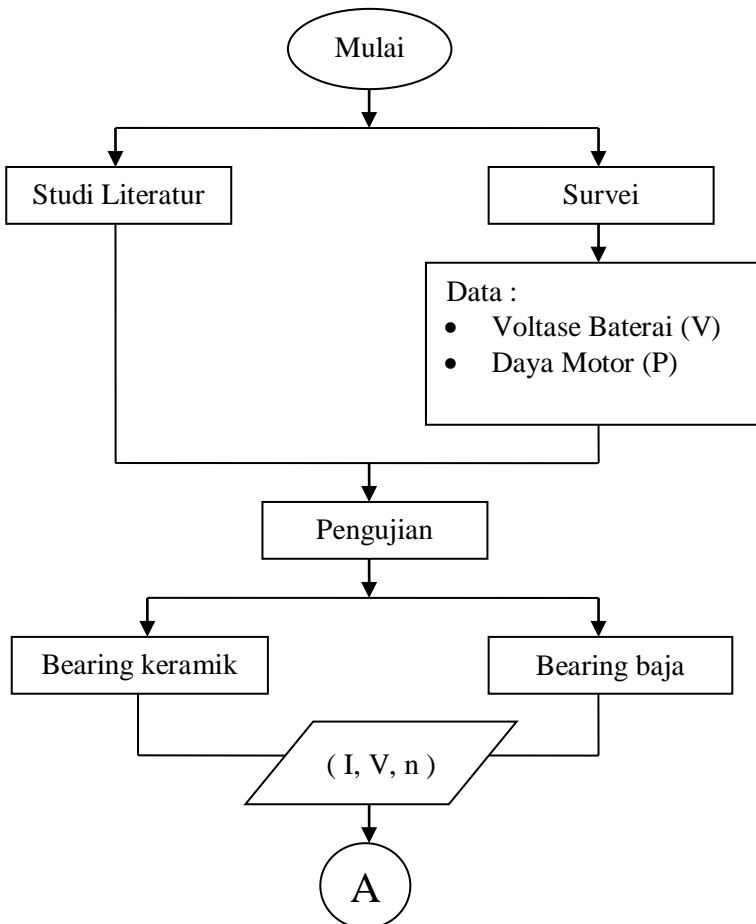 Mulai
Studi Literatur
Survei
Data :
• Voltase Baterai (V)
• Daya Motor (P)
Pengujian
Bearing keramik
Bearing baja
( I, V, n )
A